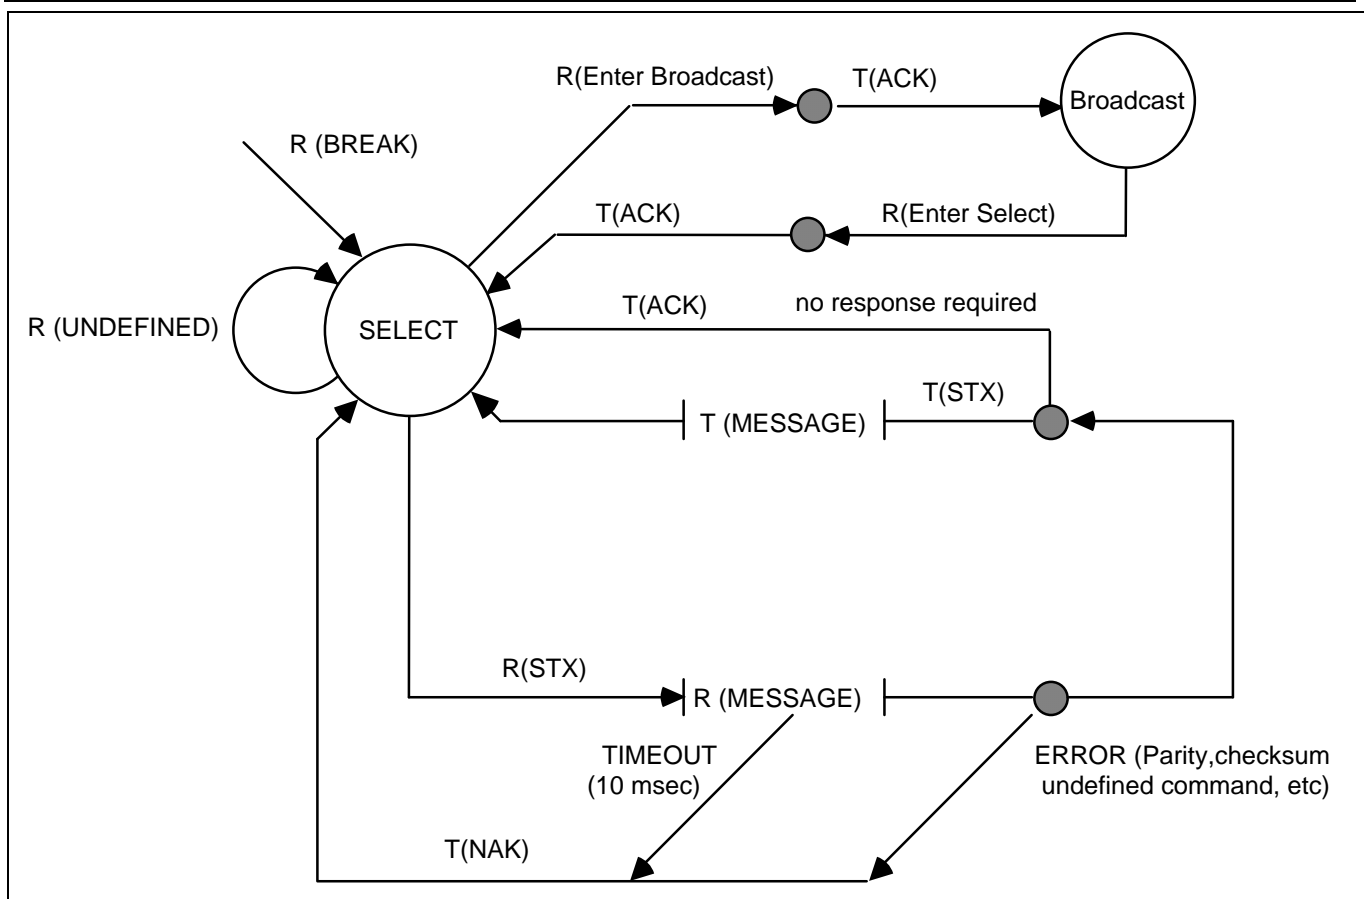 R(Enter Broadcast)
T(ACK)
Broadcast
R (BREAK)
T(ACK)
R(Enter Select)
T(ACK)
no response required
R (UNDEFINED)
SELECT
T(STX)
T (MESSAGE)
R(STX)
R (MESSAGE)
TIMEOUT
(10 msec)
ERROR (Parity,checksum
undefined command, etc)
T(NAK)